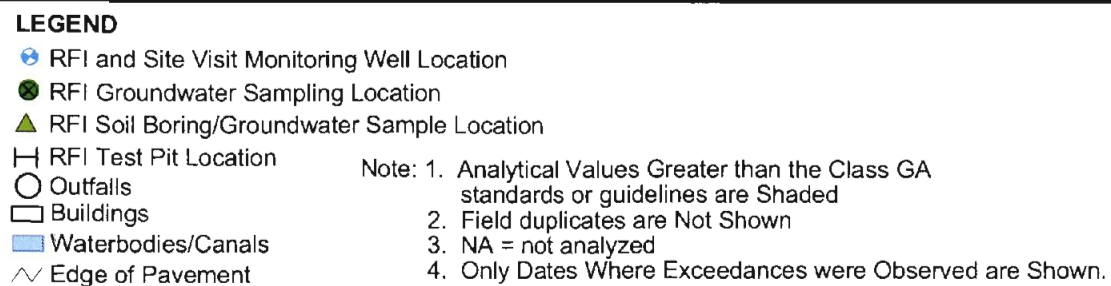 LEGEND
RFI and Site Visit Monitoring Well Location
RFI Groundwater Sampling Location
RFI Soil Boring/Groundwater Sample Location
RFI Test Pit Location
Outfalls
Buildings
Waterbodies/Canals
Edge of Pavement
Note: 1. Analytical Values Greater than the Class GA
standards or guidelines are Shaded
2. Field duplicates are Not Shown
3. NA = not analyzed
4. Only Dates Where Exceedances were Observed are Shown.